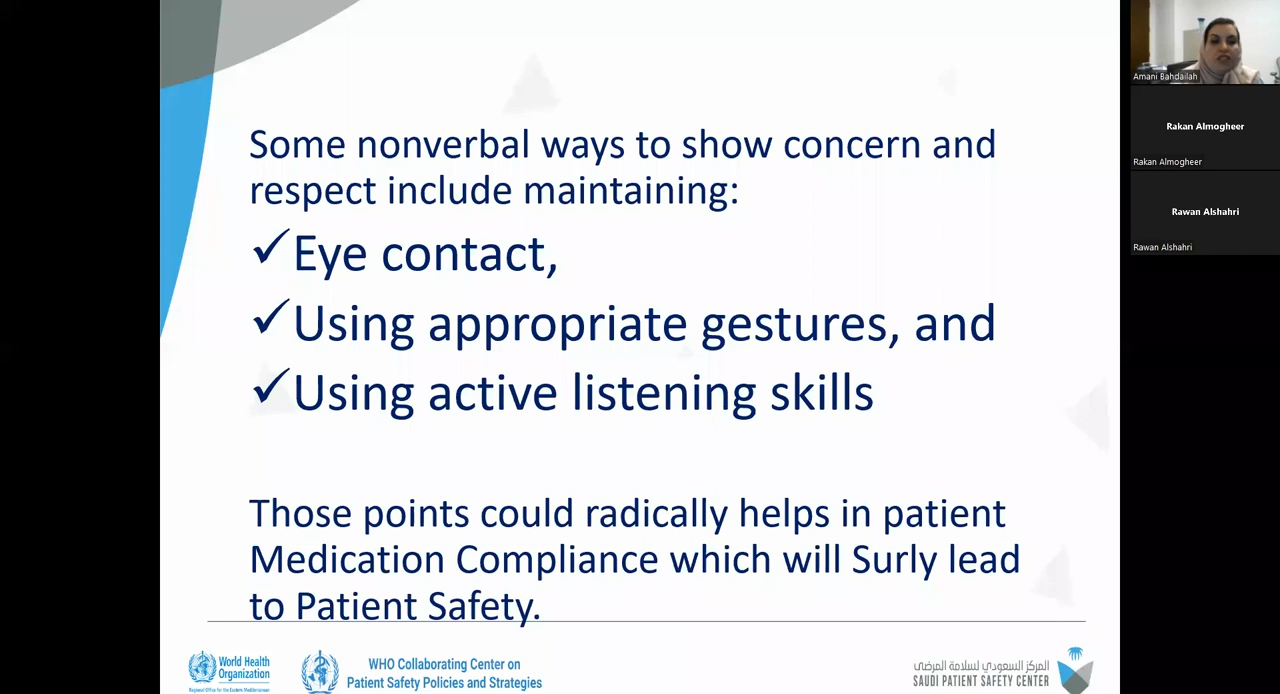 Some nonverbal ways to show concern and
respect include maintaining:
✓Eye contact,
✓Using appropriate gestures, and
✓Using active listening skills
Those points could radically helps in patient
Medication Compliance which will Surly lead
to Patient Safety.
World Health
Organization
Regional Office for the Eastern Mediterranean
WHO Collaborating Center on
Patient Safety Policies and Strategies
المركز السعودي لسلامة المرضى
SAUDI PATIENT SAFETY CENTER
Amani Bahdailah
Rakan Almogheer
Rakan Almogheer
Rawan Alshahri
Rawan Alshahri